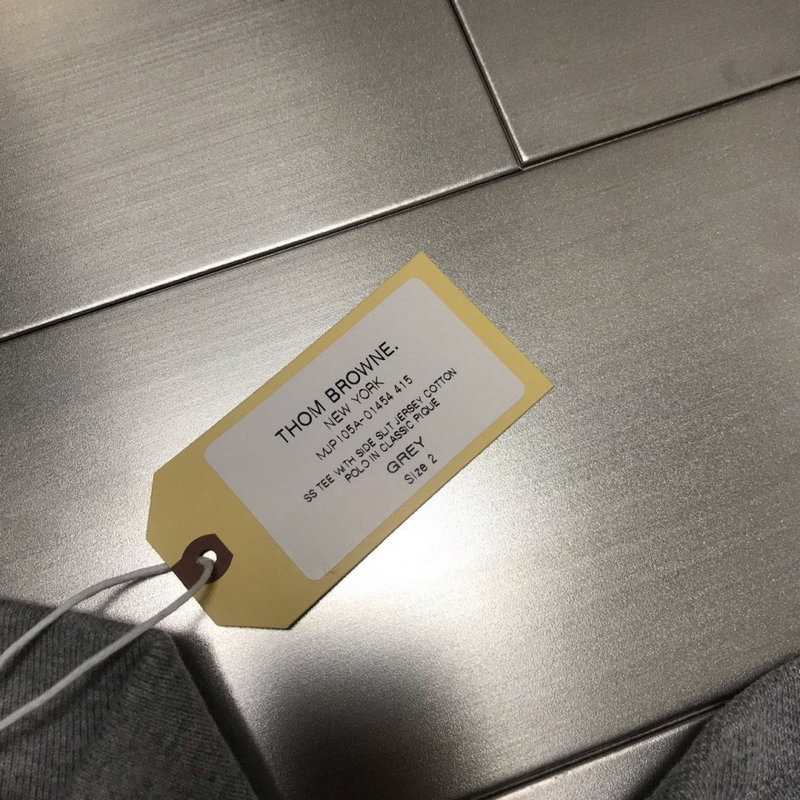 THOM BROWNE.
NEW YORK
MJP105A-01454 415
SS TEE WITH SIDE SLIT JERSEY COTTON
POLO IN CLASSIC PIQUE
GREY
Size 2